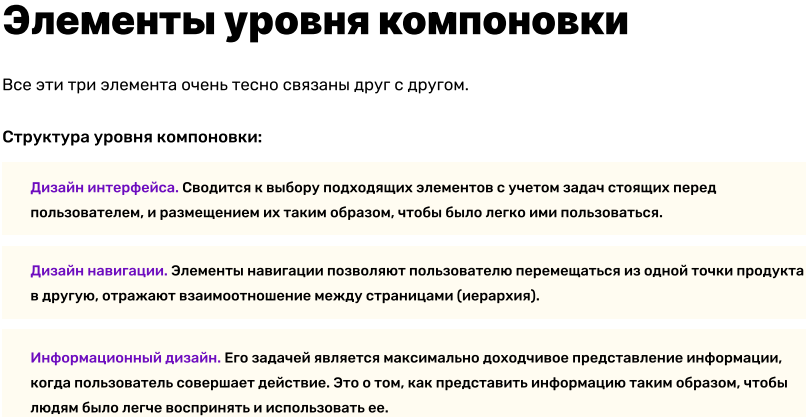 Элементы уровня компоновки
Все эти три элемента очень тесно связаны друг с другом.
Структура уровня компоновки:
Дизайн интерфейса. Сводится к выбору подходящих элементов с учетом задач стоящих перед
пользователем, и размещением их таким образом, чтобы было легко ими пользоваться.
Дизайн навигации. Элементы навигации позволяют пользователю перемещаться из одной точки продукта
в другую, отражают взаимоотношение между страницами (иерархия).
Информационный дизайн. Его задачей является максимально доходчивое представление информации,
когда пользователь совершает действие. Это о том, как представить информацию таким образом, чтобы
людям было легче воспринять и использовать ее.